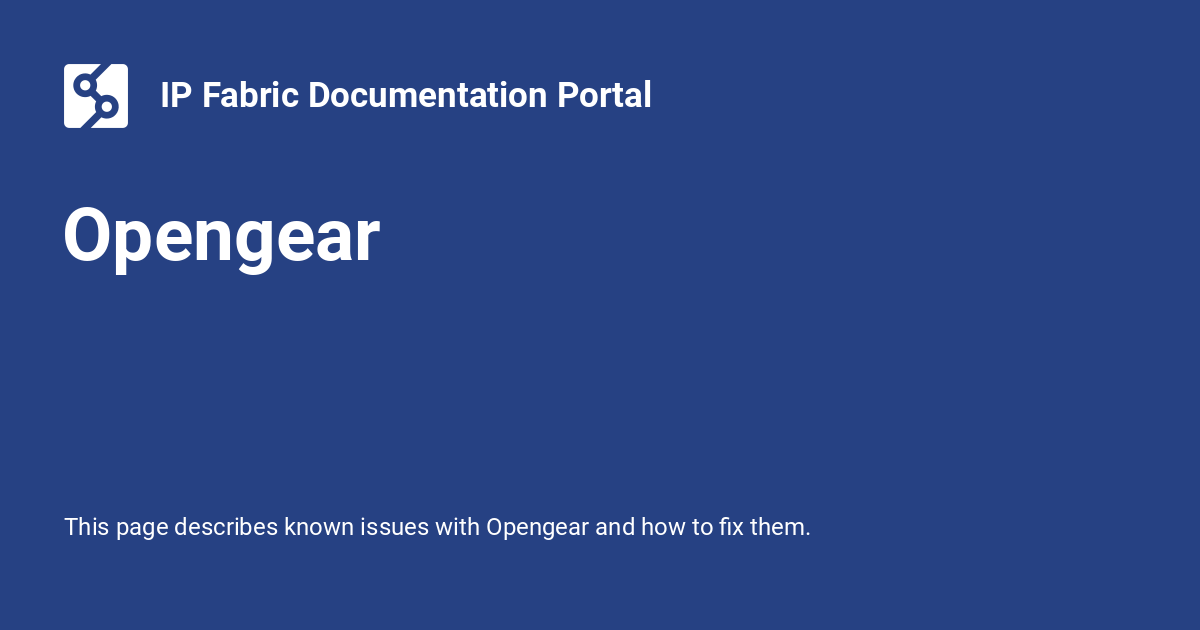 IP Fabric Documentation Portal
Opengear
This page describes known issues with Opengear and how to fix them.